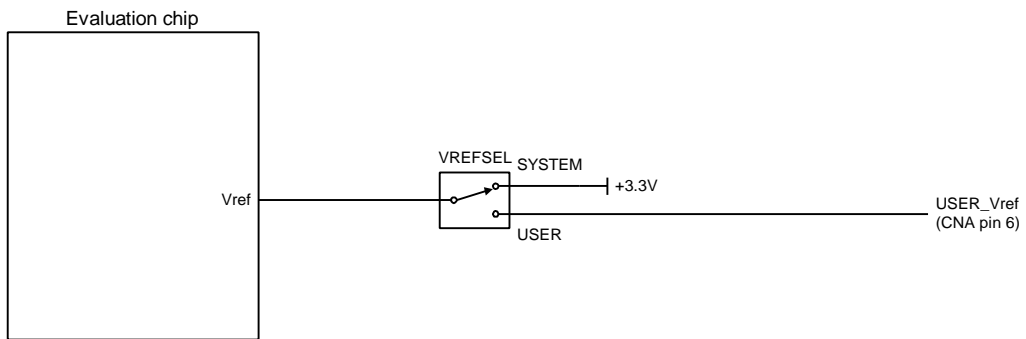 Evaluation chip
VREFSEL
SYSTEM
Vref
+3.3V
USER_Vref
(CNA pin 6)
USER